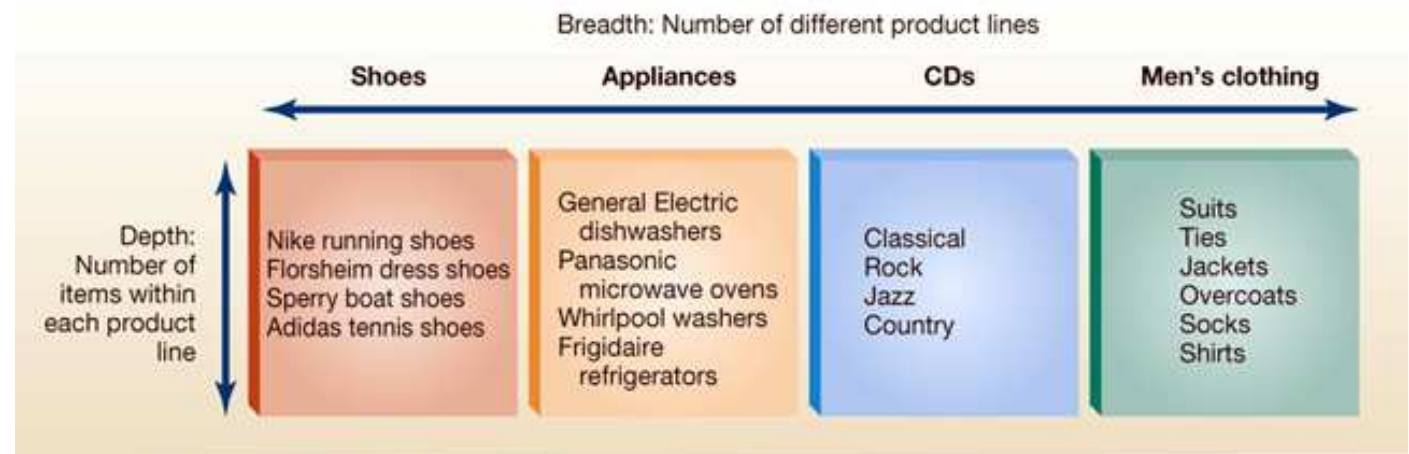 Breadth: Number of different product lines
Shoes
Appliances
CDs
Men's clothing
Depth:
Number of
items within
each product
line
Nike running shoes
Florsheim dress shoes
Sperry boat shoes
Adidas tennis shoes
General Electric
dishwashers
Panasonic
microwave ovens
Whirlpool washers
Frigidaire
refrigerators
Classical
Rock
Jazz
Country
Suits
Ties
Jackets
Overcoats
Socks
Shirts